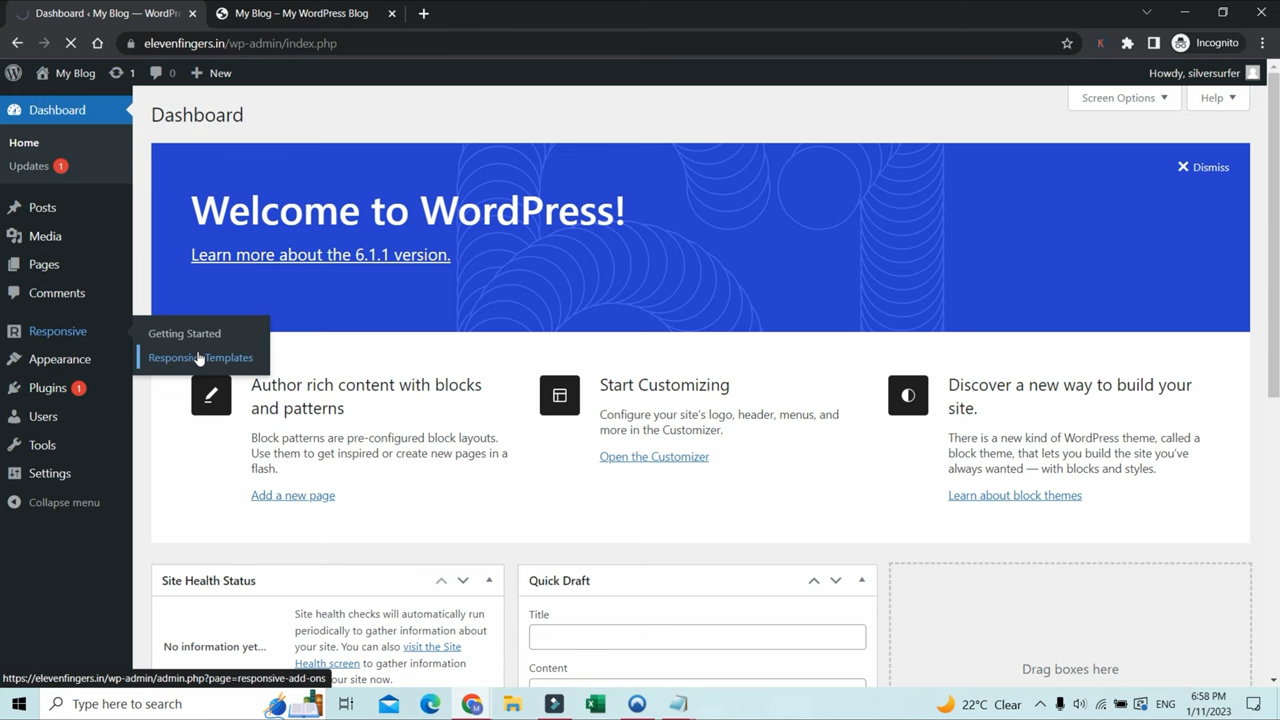 Dashboard ‹ My Blog — WordPr
My Blog – My WordPress Blog
elevenfingers.in/wp-admin/index.php
Incognito
My Blog
1
0
New
Howdy, silversurfer
Dashboard
Home
Updates 1
Posts
Media
Pages
Comments
Responsive
Getting Started
Responsive Templates
Appearance
Plugins 1
Users
Tools
Settings
Collapse menu
Dashboard
Screen Options
Help
Dismiss
Welcome to WordPress!
Learn more about the 6.1.1 version.
Author rich content with blocks
and patterns
Block patterns are pre-configured block layouts.
Use them to get inspired or create new pages in a
flash.
Add a new page
Start Customizing
Configure your site’s logo, header, menus, and
more in the Customizer.
Open the Customizer
Discover a new way to build your
site.
There is a new kind of WordPress theme, called a
block theme, that lets you build the site you’ve
always wanted — with blocks and styles.
Learn about block themes
Site Health Status
No information yet...
Site health checks will automatically run
periodically to gather information about
your site. You can also visit the Site
Health screen to gather information
your site now.
Quick Draft
Title
Content
Drag boxes here
https://elevenfingers.in/wp-admin/admin.php?page=responsive-add-ons
Type here to search
22°C Clear
ENG
6:58 PM
1/11/2023